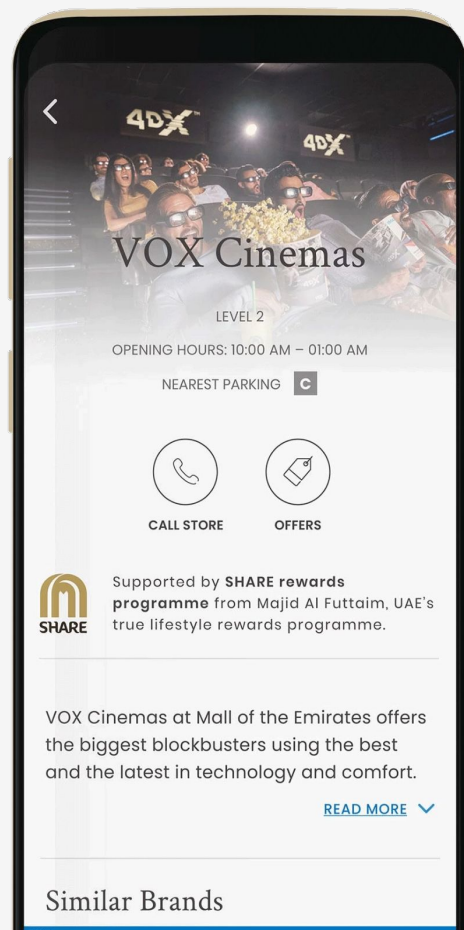 4DX™
4DX™
VOX Cinemas
LEVEL 2
OPENING HOURS: 10:00 AM – 01:00 AM
NEAREST PARKING C
CALL STORE OFFERS
Supported by SHARE rewards
programme from Majid Al Futtaim, UAE's
true lifestyle rewards programme.
SHARE
VOX Cinemas at Mall of the Emirates offers
the biggest blockbusters using the best
and the latest in technology and comfort.
READ MORE
Similar Brands